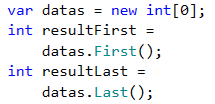 var datas = new int[0];
int resultFirst =
    datas.First();
int resultLast =
    datas.Last();